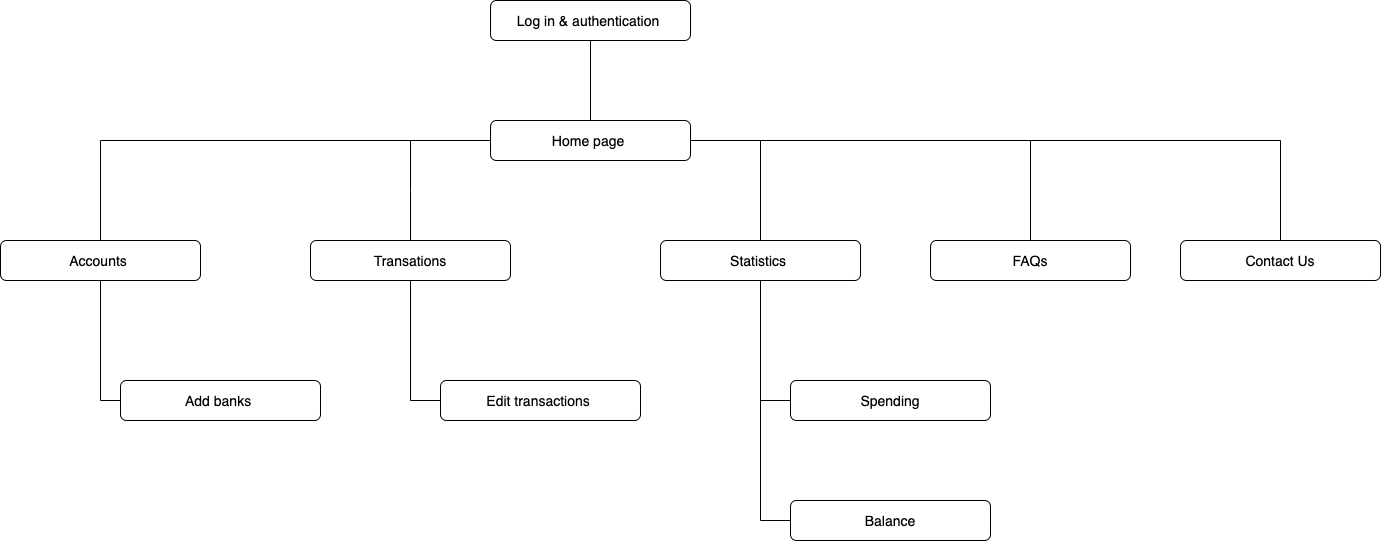 Log in & authentication
Home page
Accounts
Transations
Statistics
FAQs
Contact Us
Add banks
Edit transactions
Spending
Balance